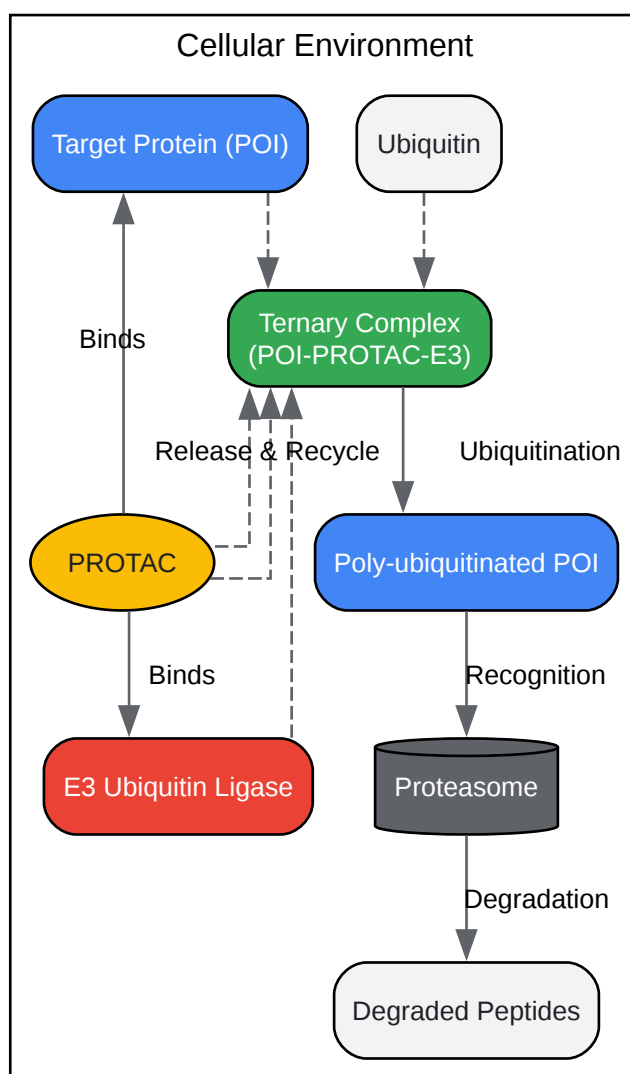 Cellular Environment
Target Protein (POI)
Ubiquitin
Binds
Ternary Complex
(POI-PROTAC-E3)
Release & Recycle
Ubiquitination
PROTAC
Poly-ubiquitinated POI
Binds
Recognition
E3 Ubiquitin Ligase
Proteasome
Degradation
Degraded Peptides